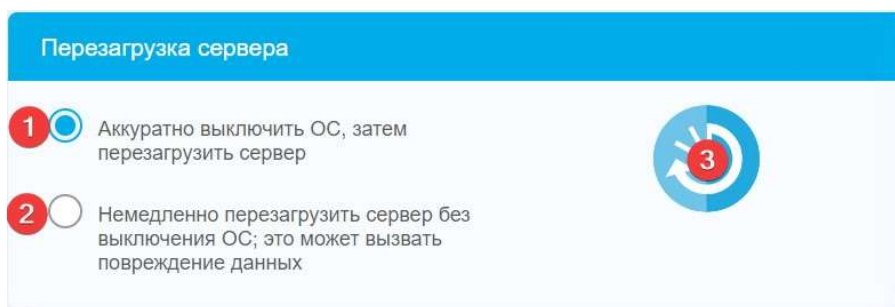 Перезагрузка сервера
1
Аккуратно выключить ОС, затем
перезагрузить сервер
3
2
Немедленно перезагрузить сервер без
выключения ОС; это может вызвать
повреждение данных